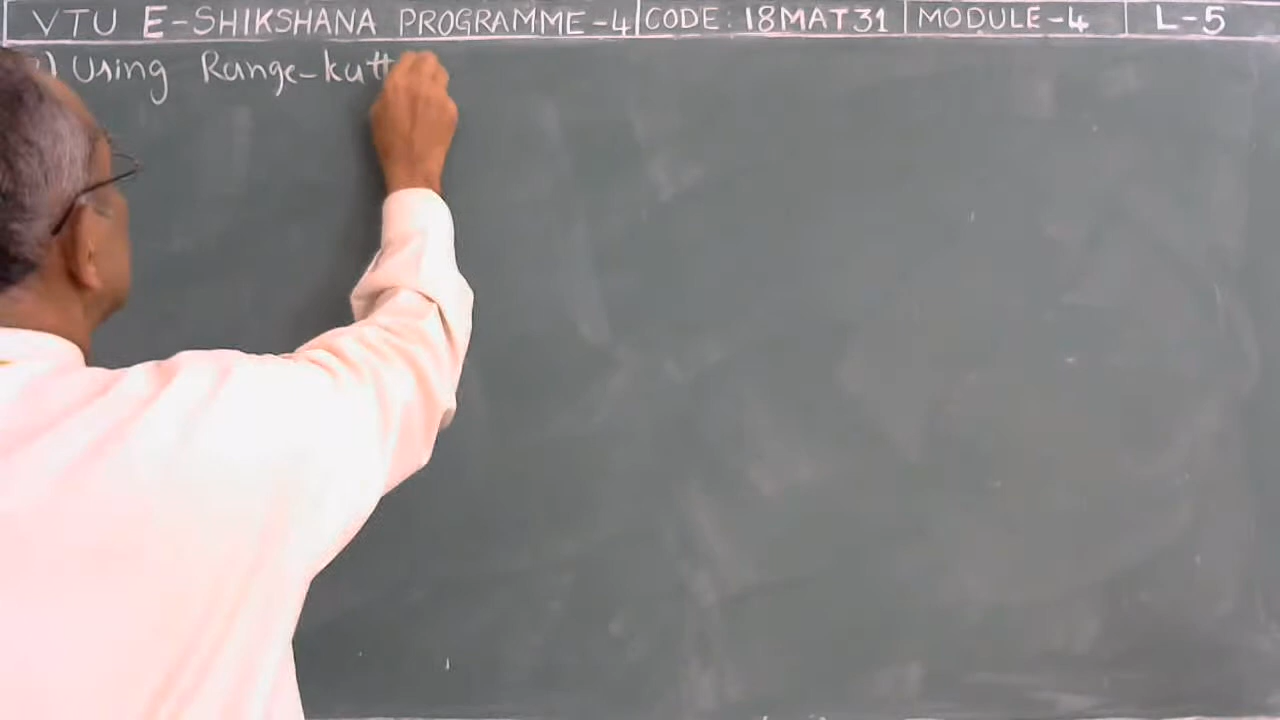 VTU E-SHIKSHANA PROGRAMME-4 CODE: 18MAT31 MODULE-4 L-5
Using Runge-kutt